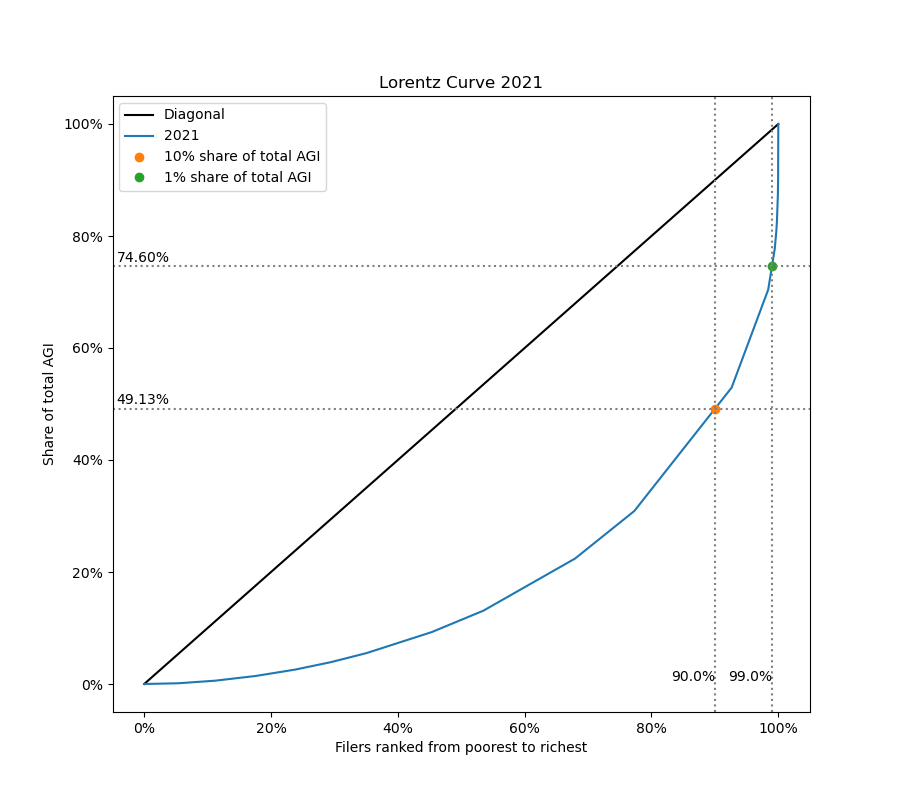 Lorentz Curve 2021
Diagonal
2021
10% share of total AGI
1% share of total AGI
100%
80%
74.60%
60%
49.13%
40%
20%
0%
Share of total AGI
90.0%
99.0%
0%
20%
40%
60%
80%
100%
Filers ranked from poorest to richest